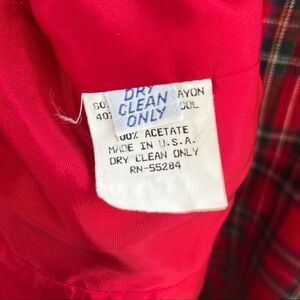 DRY
CLEAN
ONLY
100% ACETATE
MADE IN U.S.A.
DRY CLEAN ONLY
RN-55284